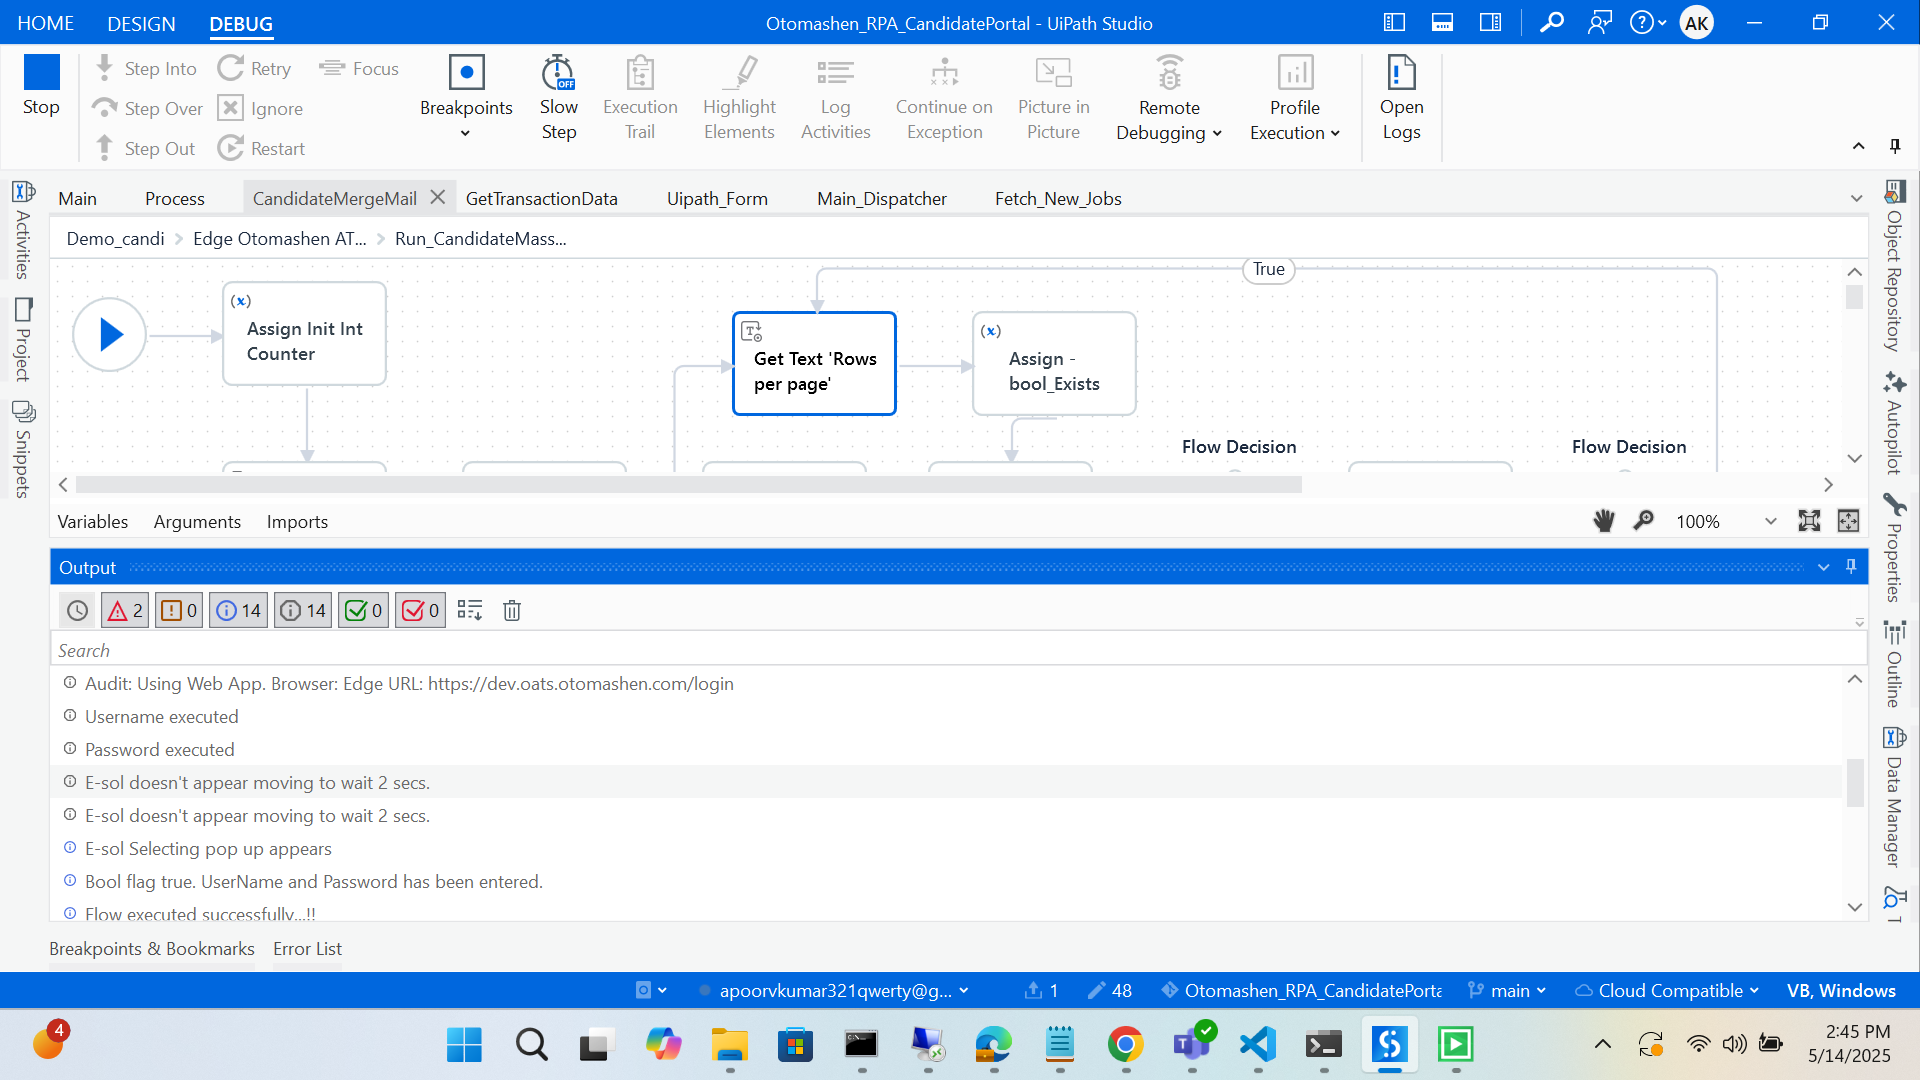 HOME DESIGN DEBUG
Otomashen_RPA_CandidatePortal - UiPath Studio
AK
Stop
Step Into
Step Over
Step Out
Retry
Ignore
Restart
Focus
Breakpoints
Slow Step
OFF
Execution Trail
Highlight Elements
Log Activities
Continue on Exception
Picture in Picture
Remote Debugging
Profile Execution
Open Logs
Main Process CandidateMergeMail GetTransactionData Uipath_Form Main_Dispatcher Fetch_New_Jobs
Demo_candi > Edge Otomashen AT... > Run_CandidateMass...
Activities
Project
Snippets
True
(x)
Assign Init Int
Counter
Get Text 'Rows
per page'
(x)
Assign -
bool_Exists
Flow Decision
Flow Decision
Variables Arguments Imports
100%
Output
2 0 14 14 0 0
Search
Audit: Using Web App. Browser: Edge URL: https://dev.oats.otomashen.com/login
Username executed
Password executed
E-sol doesn't appear moving to wait 2 secs.
E-sol doesn't appear moving to wait 2 secs.
E-sol Selecting pop up appears
Bool flag true. UserName and Password has been entered.
Flow executed successfully...!!
Object Repository
Autopilot
Properties
Outline
Data Manager
T
Breakpoints & Bookmarks Error List
apoorvkumar321qwerty@g... 1 48 Otomashen_RPA_CandidatePorta main Cloud Compatible VB, Windows
4
2:45 PM
5/14/2025